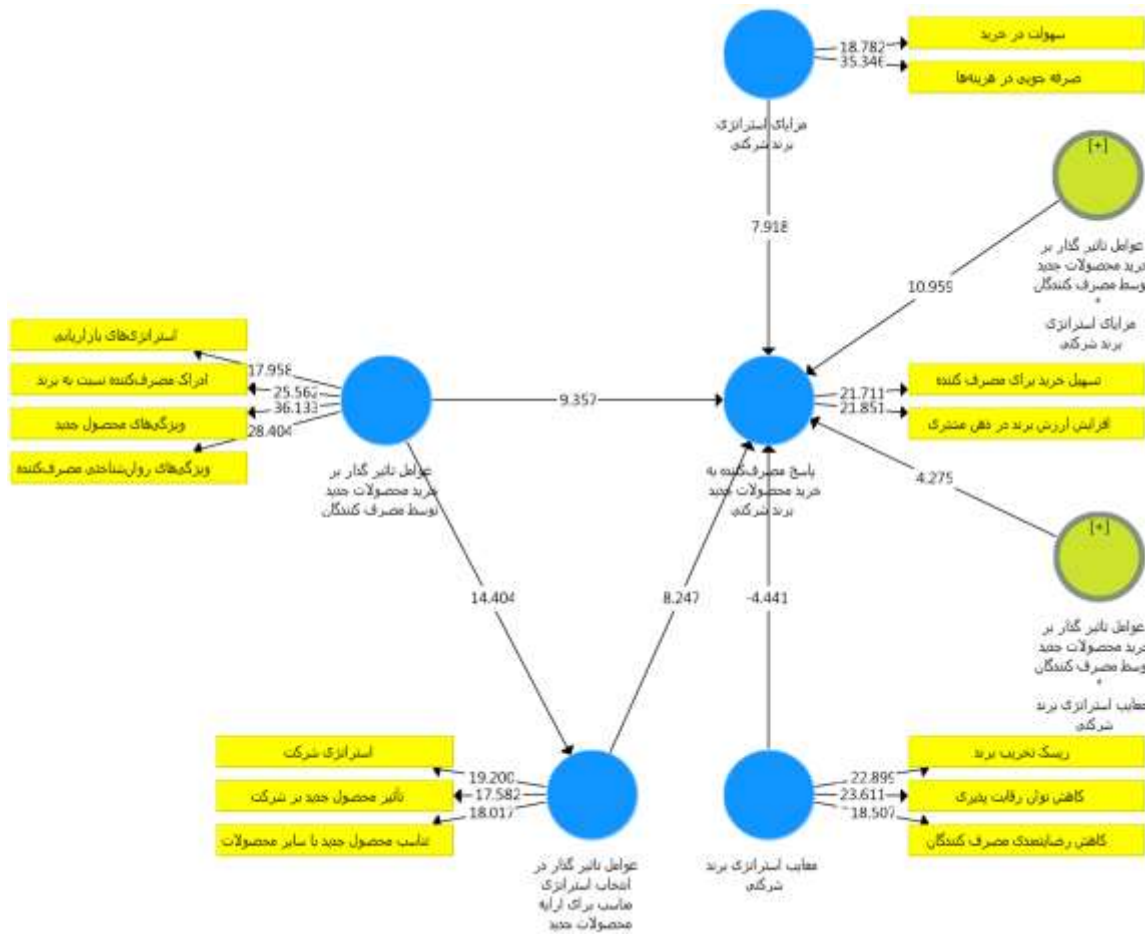 سهولت در خرید
18.782
35.346
صرفه جویی در هزینه‌ها
مزایای استراتژی
برند شرکتی
7.918
[+]
عوامل تاثیر گذار بر
خرید محصولات جدید
توسط مصرف کنندگان
*
مزایای استراتژی
برند شرکتی
10.959
استراتژی‌های بازاریابی
17.958
ادراک مصرف‌کننده نسبت به برند
25.562
36.133
ویژگی‌های محصول جدید
28.404
ویژگی‌های روان‌شناختی مصرف‌کننده
عوامل تاثیر گذار بر
خرید محصولات جدید
توسط مصرف کنندگان
9.357
تسهیل خرید برای مصرف کننده
21.711
21.851
افزایش ارزش برند در ذهن مشتری
پاسخ مصرف‌کننده به
خرید محصولات جدید
برند شرکتی
4.275
[+]
عوامل تاثیر گذار بر
خرید محصولات جدید
توسط مصرف کنندگان
*
معایب استراتژی برند
شرکتی
14.404
8.247
-4.441
استراتژی شرکت
19.200
تأثیر محصول جدید بر شرکت
17.582
18.017
تناسب محصول جدید با سایر محصولات
عوامل تاثیر گذار در
انتخاب استراتژی
مناسب برای ارایه
محصولات جدید
ریسک تخریب برند
22.899
کاهش توان رقابت پذیری
23.611
18.507
کاهش رضایتمندی مصرف کنندگان
معایب استراتژی برند
شرکتی